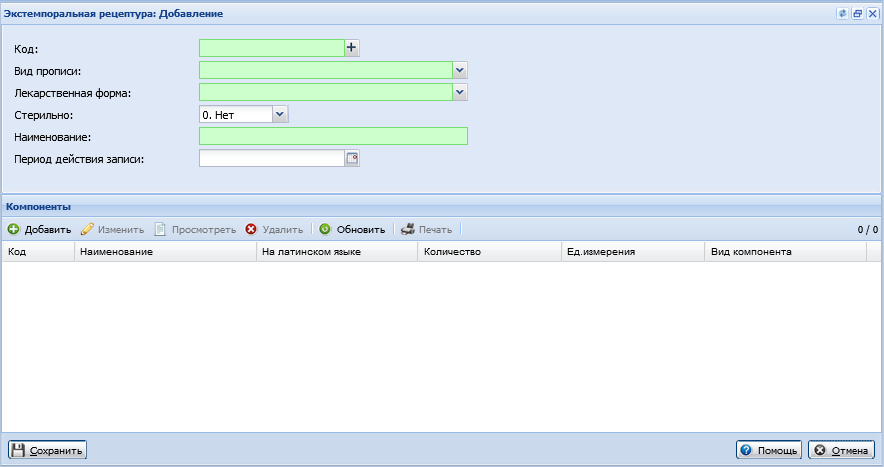 Экстемпоральная рецептура: Добавление
Код:
Вид прописи:
Лекарственная форма:
Стерильно: 0. Нет
Наименование:
Период действия записи:
Компоненты
Добавить Изменить Просмотреть Удалить Обновить Печать 0 / 0
Код Наименование На латинском языке Количество Ед.измерения Вид компонента
Сохранить Помощь Отмена